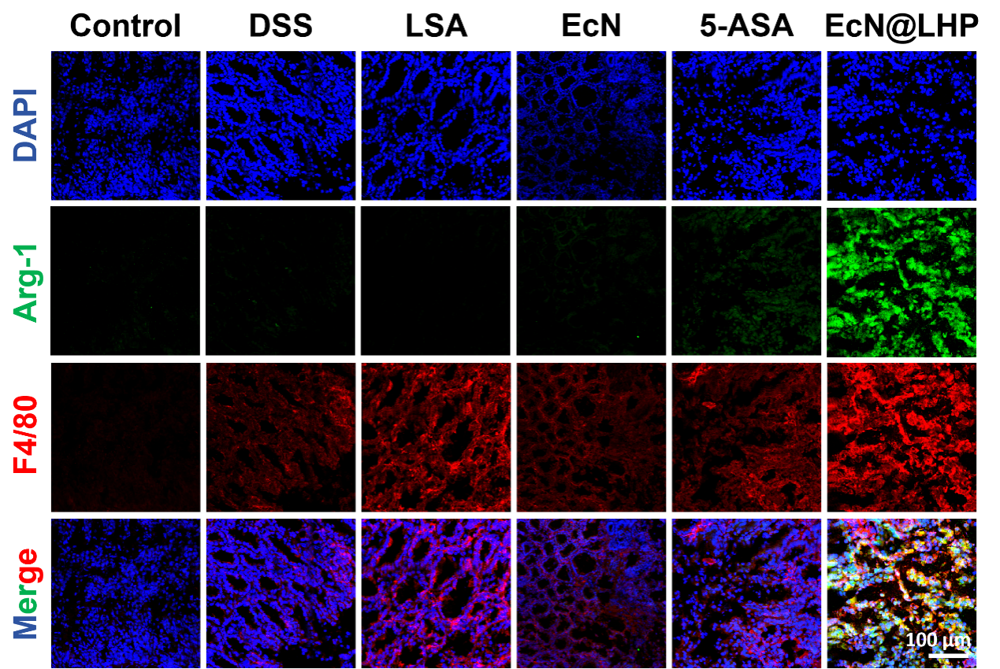 Control DSS LSA EcN 5-ASA EcN@LHP
DAPI
Arg-1
F4/80
Merge
100 μm